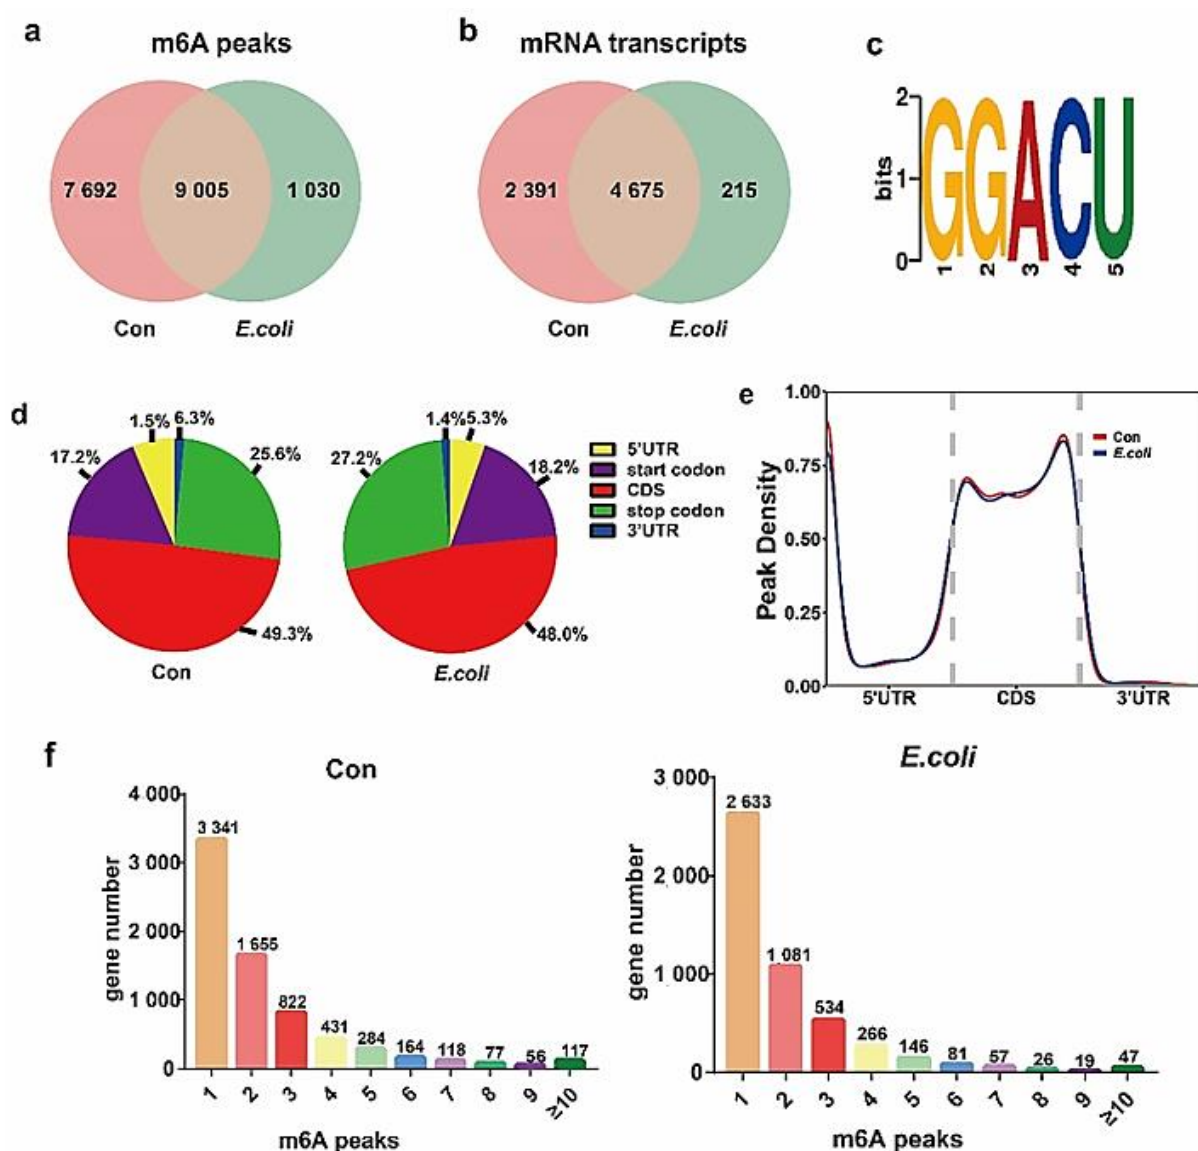 a
m6A peaks
7 692
9 005
1 030
Con
E.coli
b
mRNA transcripts
2 391
4 675
215
Con
E.coli
c
bits
2
1
0
GGACU
1 2 3 4 5
d
1.5%
6.3%
17.2%
25.6%
49.3%
Con
1.4%
5.3%
27.2%
18.2%
48.0%
E.coli
5'UTR
start codon
CDS
stop codon
3'UTR
e
Peak Density
1.00
0.75
0.50
0.25
0.00
Con
E.coli
5'UTR
CDS
3'UTR
f
Con
gene number
4 000
3 000
2 000
1 000
0
3 341
1 655
822
431
284
164
118
77
56
117
1 2 3 4 5 6 7 8 9 ≥10
m6A peaks
E.coli
gene number
3 000
2 000
1 000
0
2 633
1 081
534
266
146
81
57
26
19
47
1 2 3 4 5 6 7 8 9 ≥10
m6A peaks